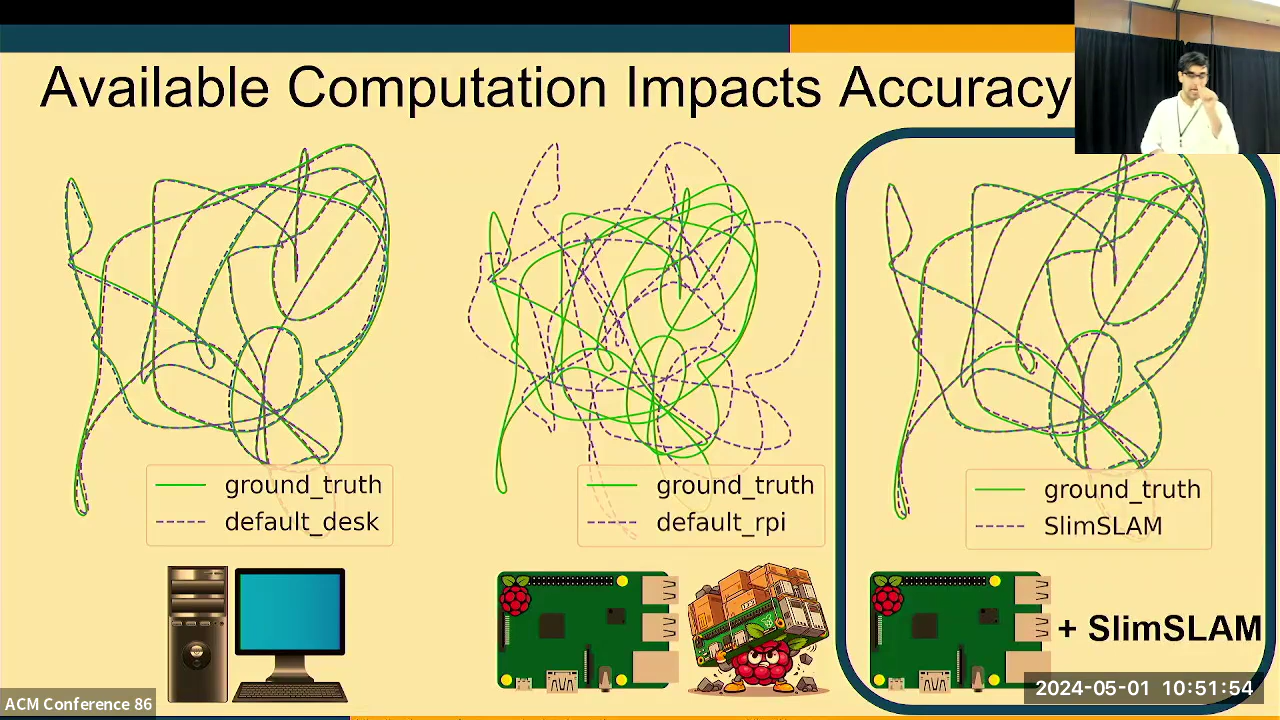 Available Computation Impacts Accuracy
ground_truth
default_desk
ground_truth
default_rpi
ground_truth
SlimSLAM
+ SlimSLAM
2024-05-01 10:51:54
ACM Conference 86